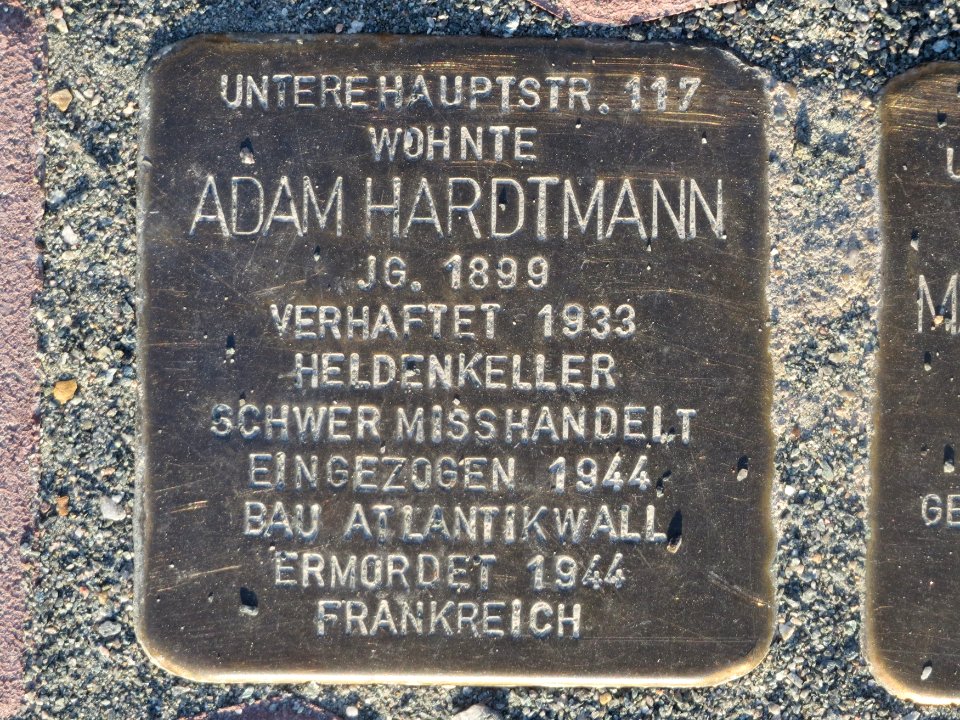 UNTERE HAUPTSTR. 117
WOHNTE
ADAM HARDTMANN
JG. 1899
VERHAFTET 1933
HELDENKELLER
SCHWER MISSHANDELT
EINGEZOGEN 1944
BAU ATLANTIKWALL
ERMORDET 1944
FRANKREICH